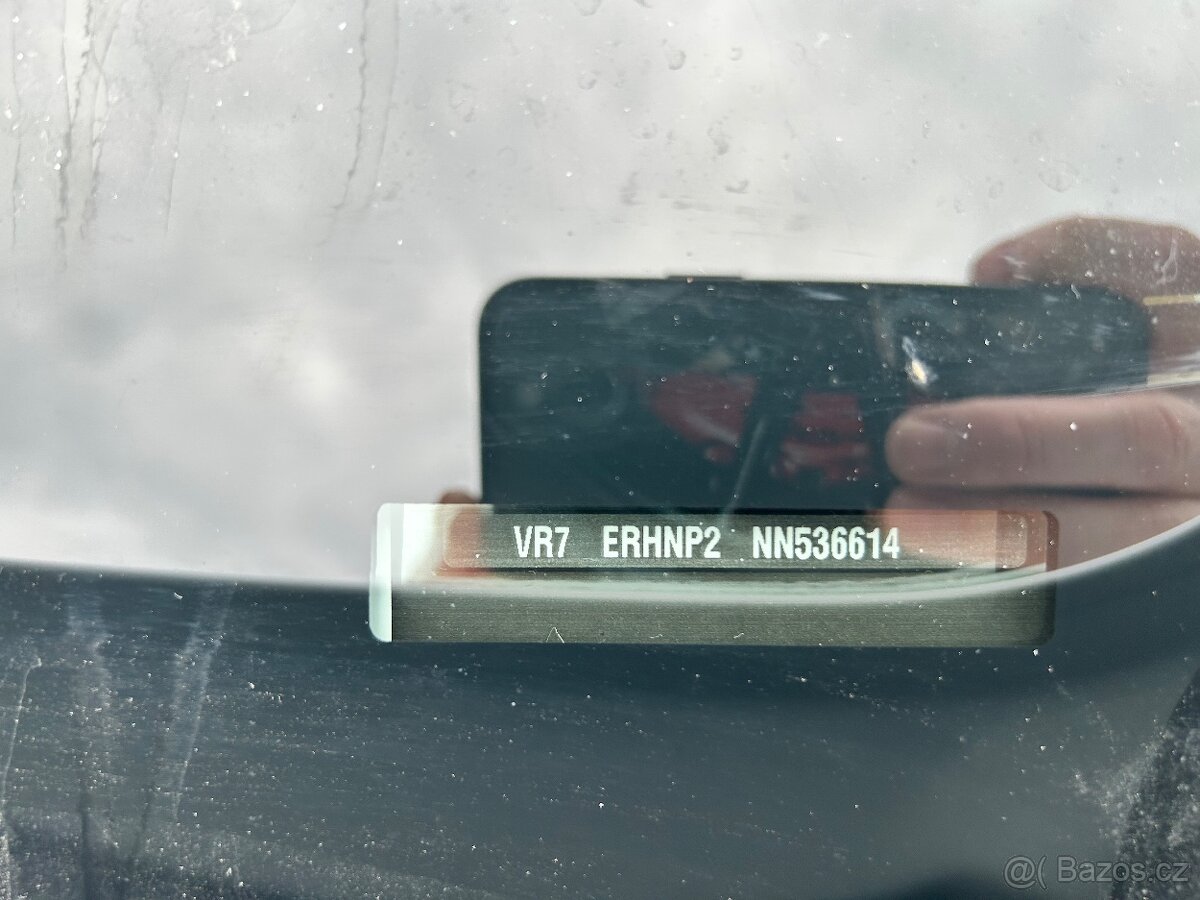 VR7 ERHNP2 NN536614
@( Bazos.cz